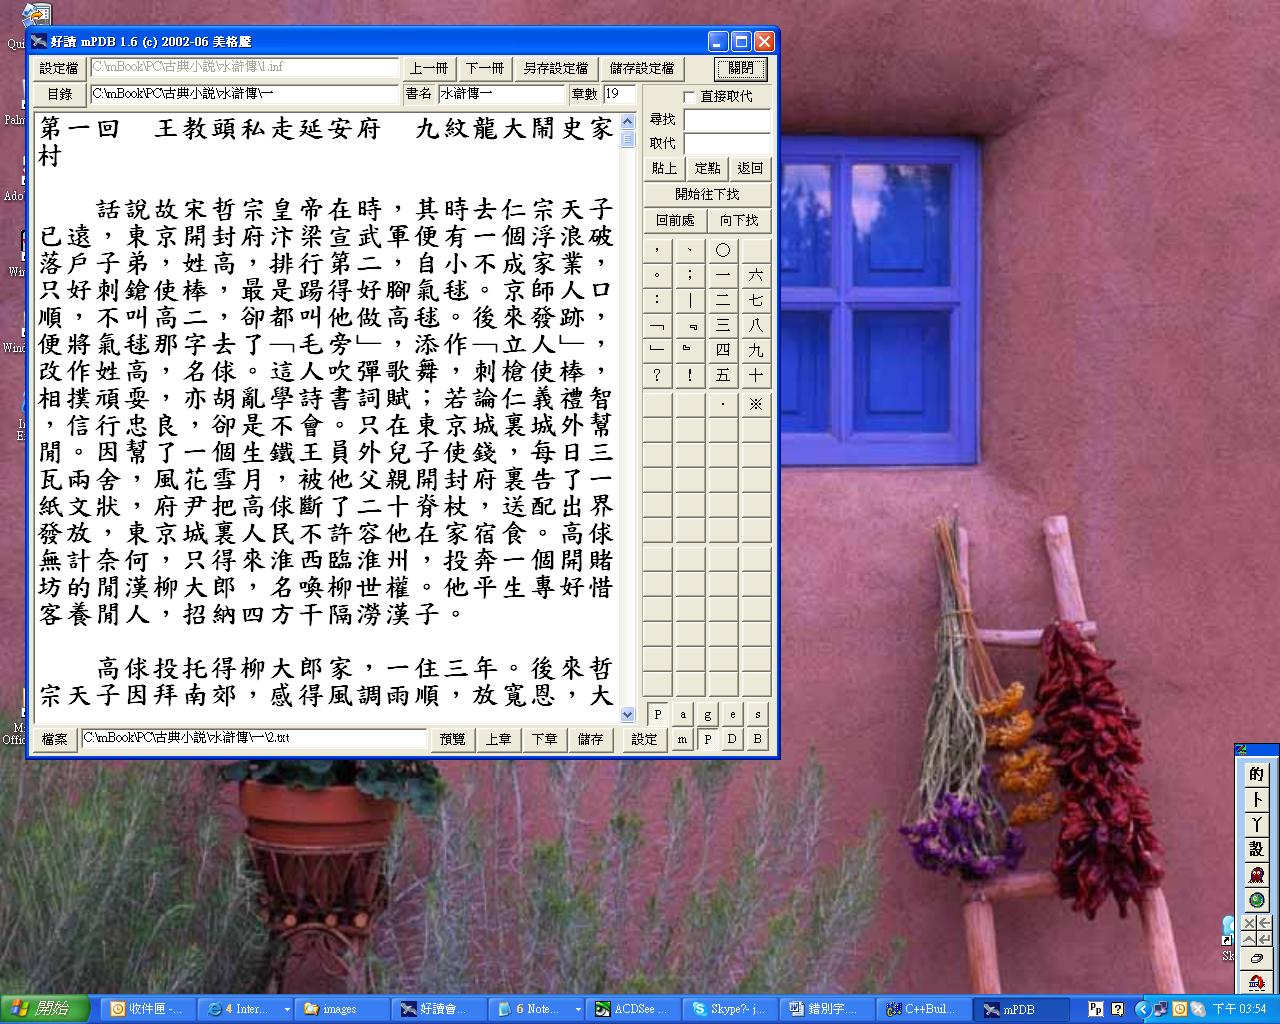 好讀 mPDB 1.6 (c) 2002-06 美格騰
設定檔 C:\mBook\PC\古典小說\水滸傳\1.inf 上一冊 下一冊 另存設定檔 儲存設定檔 關閉
目錄 C:\mBook\PC\古典小說\水滸傳\一 書名 水滸傳一 章數 19
直接取代
尋找
取代
貼上 定點 返回
開始往下找
回前處 向下找
第一回　王教頭私走延安府　九紋龍大鬧史家
村
話說故宋哲宗皇帝在時，其時去仁宗天子
已遠，東京開封府汴梁宣武軍便有一個浮浪破
落戶子弟，姓高，排行第二，自小不成家業，
只好刺鎗使棒，最是踢得好腳氣毬。京師人口
順，不叫高二，卻都叫他做高毬。後來發跡，
便將氣毬那字去了﹁毛旁﹂，添作﹁立人﹂，
改作姓高，名俅。這人吹彈歌舞，刺槍使棒，
相撲頑耍，亦胡亂學詩書詞賦；若論仁義禮智
，信行忠良，卻是不會。只在東京城裏城外幫
閒。因幫了一個生鐵王員外兒子使錢，每日三
瓦兩舍，風花雪月，被他父親開封府裏告了一
紙文狀，府尹把高俅斷了二十脊杖，送配出界
發放，東京城裏人民不許容他在家宿食。高俅
無計奈何，只得來淮西臨淮州，投奔一個開賭
坊的閒漢柳大郎，名喚柳世權。他平生專好惜
客養閒人，招納四方干隔澇漢子。
高俅投托得柳大郎家，一住三年。後來哲
宗天子因拜南郊，感得風調雨順，放寬恩，大
， 、 ○
。 ； 一 六
： ｜ 二 七
﹁ ﹃ 三 八
﹂ ﹄ 四 九
？ ！ 五 十
· ※
P a g e s
m P D B
檔案 C:\mBook\PC\古典小說\水滸傳\一\2.txt 預覽 上章 下章 儲存 設定
Palm
Win
Wind
Offic
Sk
的
卜
丫
設
開始 收件匣 -... 4 Inter... images 好讀會... 6 Note... ACDSee ... Skype?- j... 錯別字... C++Buil... mPDB 下午 03:54